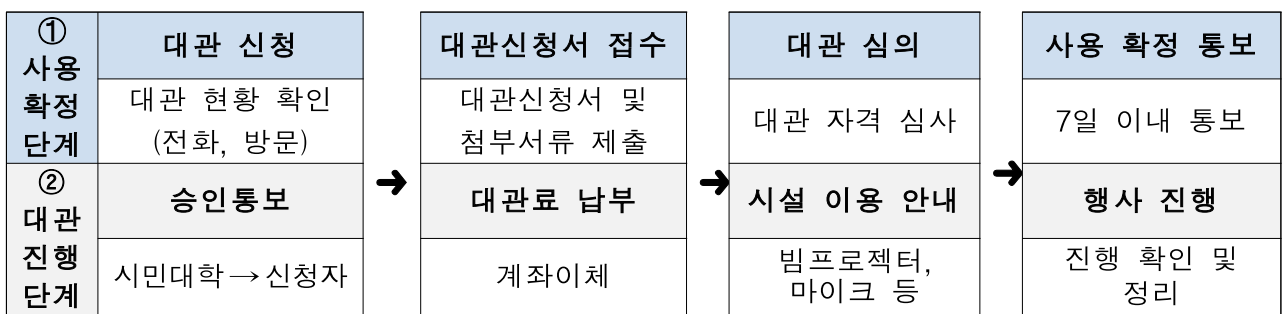 ①
사용
확정
단계
대관 신청
대관 현황 확인
(전화, 방문)
대관신청서 접수
대관신청서 및
첨부서류 제출
대관 심의
대관 자격 심사
사용 확정 통보
7일 이내 통보
②
대관
진행
단계
승인통보
시민대학→신청자
➜
대관료 납부
계좌이체
➜
시설 이용 안내
빔프로젝터,
마이크 등
➜
행사 진행
진행 확인 및
정리